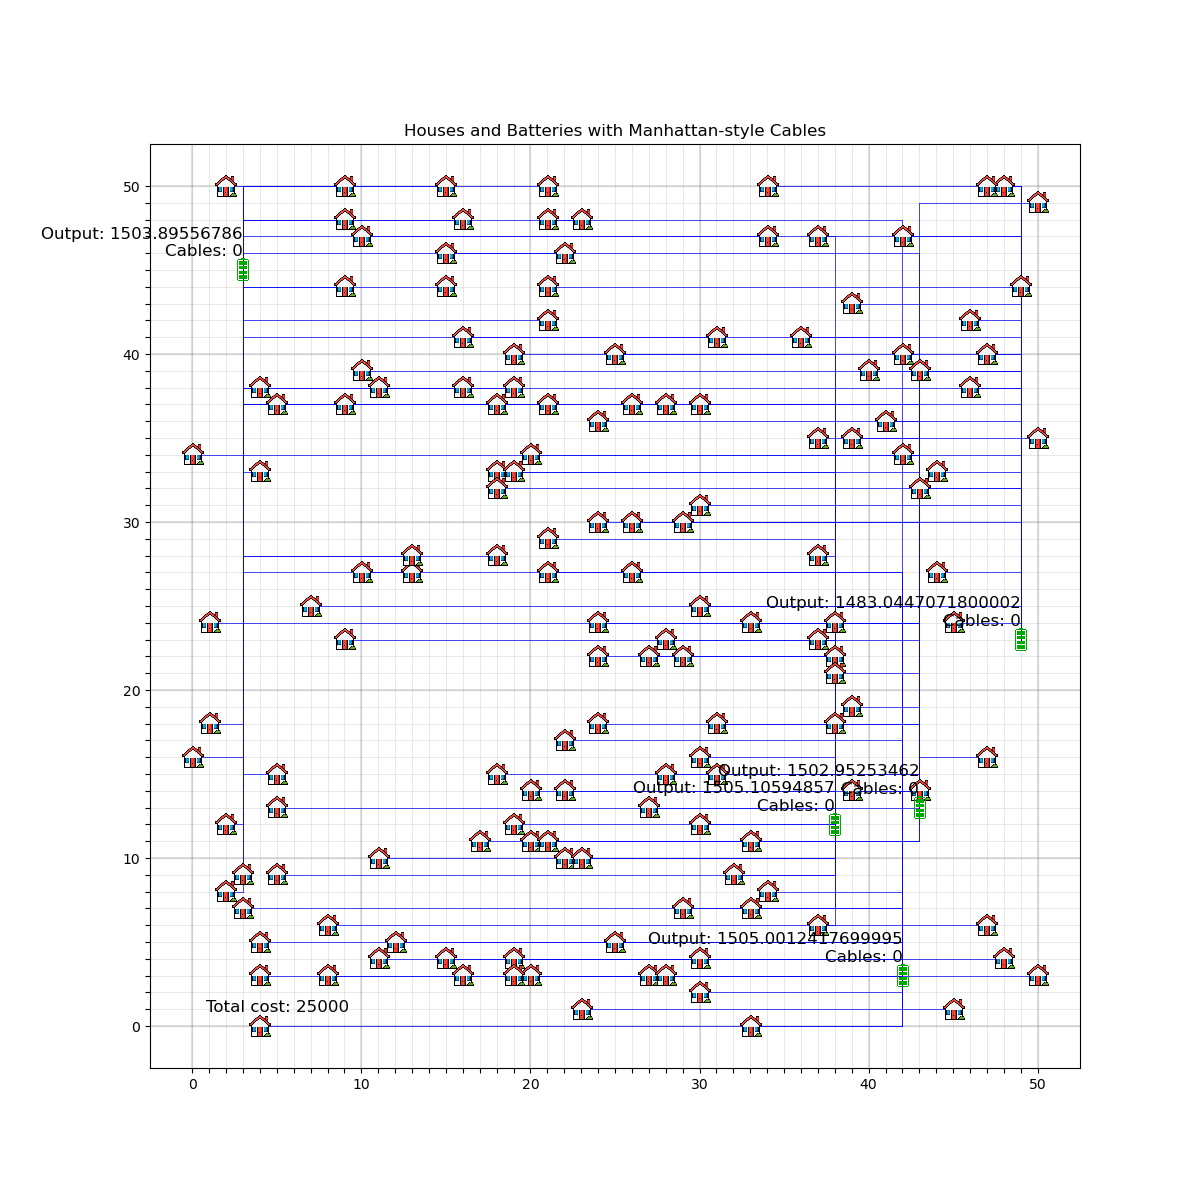 Houses and Batteries with Manhattan-style Cables
50
Output: 1503.89556786
Cables: 0
40
30
Output: 1483.0447071800002
Cables: 0
20
Output: 1502.95253462
Cables: 0
Output: 1505.10594857
Cables: 0
10
Output: 1505.0012417699995
Cables: 0
Total cost: 25000
0
0 10 20 30 40 50